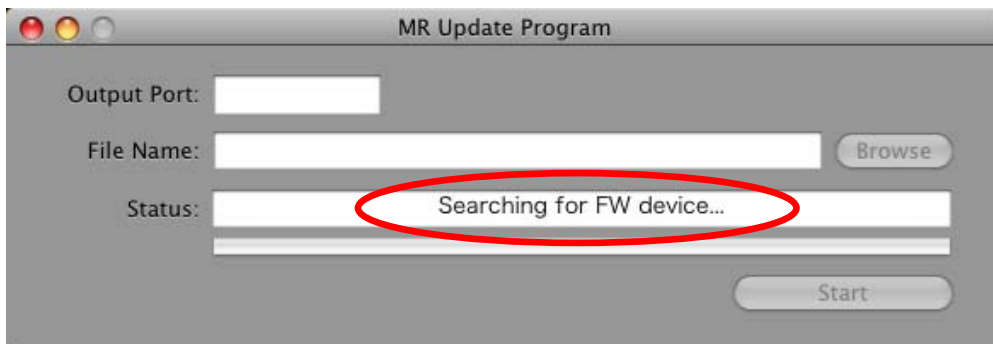 MR Update Program
Output Port:
File Name:
Browse
Status:
Searching for FW device...
Start